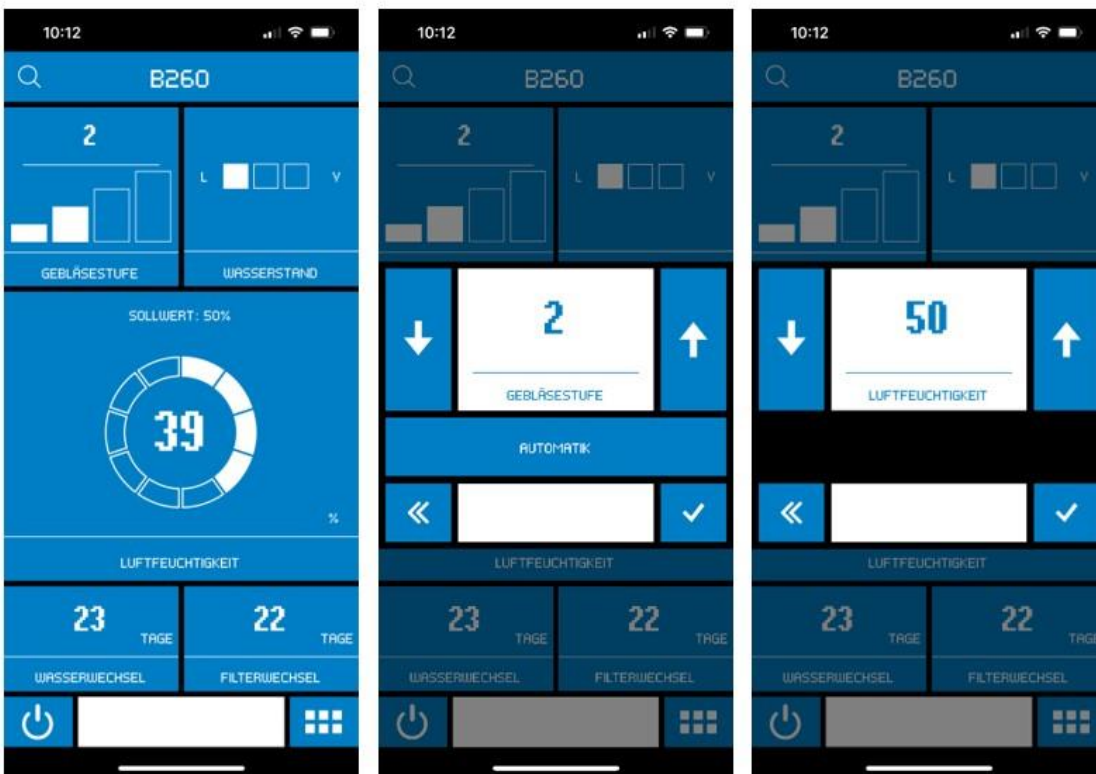 10:12
B260
2
L V
GEBLÄSESTUFE WASSERSTAND
SOLLWERT: 50%
39
%
LUFTFEUCHTIGKEIT
23 TAGE 22 TAGE
WASSERWECHSEL FILTERWECHSEL
10:12
B260
2
L V
2
GEBLÄSESTUFE
AUTOMATIK
LUFTFEUCHTIGKEIT
23 TAGE 22 TAGE
WASSERWECHSEL FILTERWECHSEL
10:12
B260
2
L V
50
LUFTFEUCHTIGKEIT
LUFTFEUCHTIGKEIT
23 TAGE 22 TAGE
WASSERWECHSEL FILTERWECHSEL